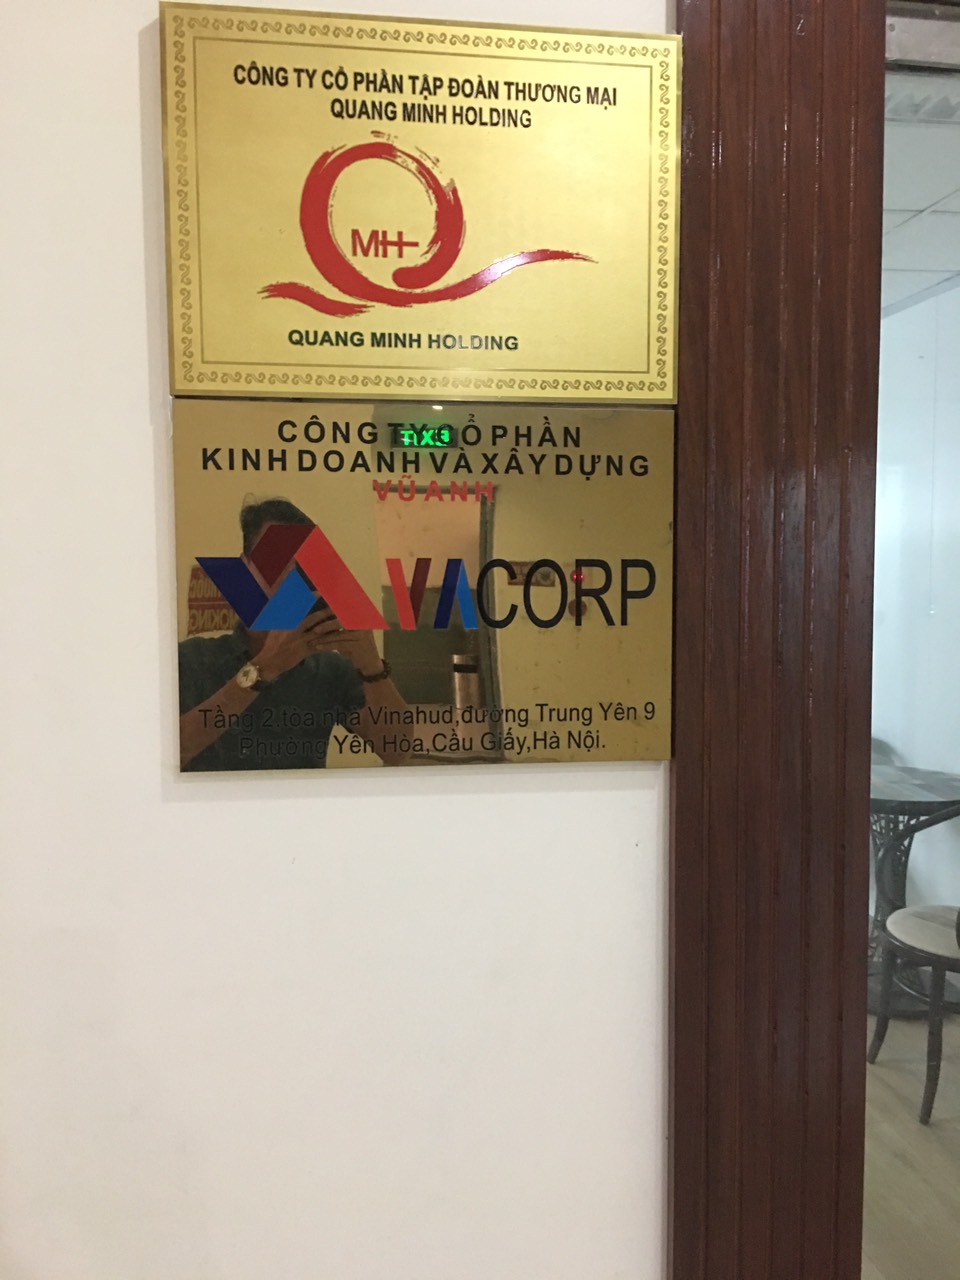 CÔNG TY CỔ PHẦN TẬP ĐOÀN THƯƠNG MẠI
QUANG MINH HOLDING
MH
QUANG MINH HOLDING
CÔNG TY CỔ PHẦN
KINH DOANH VÀ XÂY DỰNG
VŨ ANH
VACORP
Tầng 2,tòa nhà Vinahud,đường Trung Yên 9
Phường Yên Hòa,Cầu Giấy,Hà Nội.